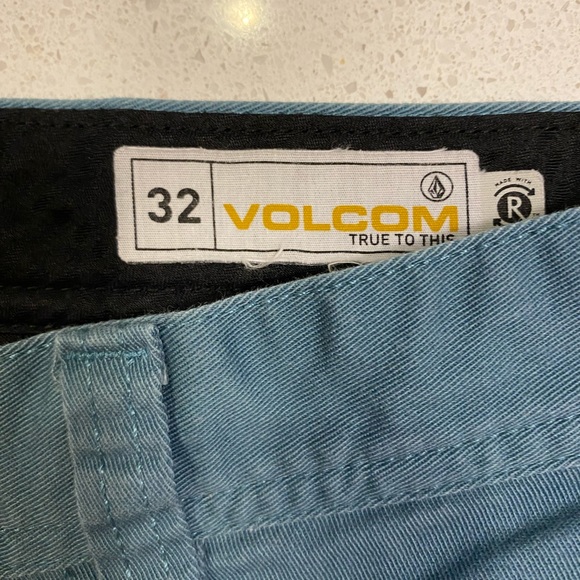 32
VOLCOM
TRUE TO THIS
MADE WITH
R